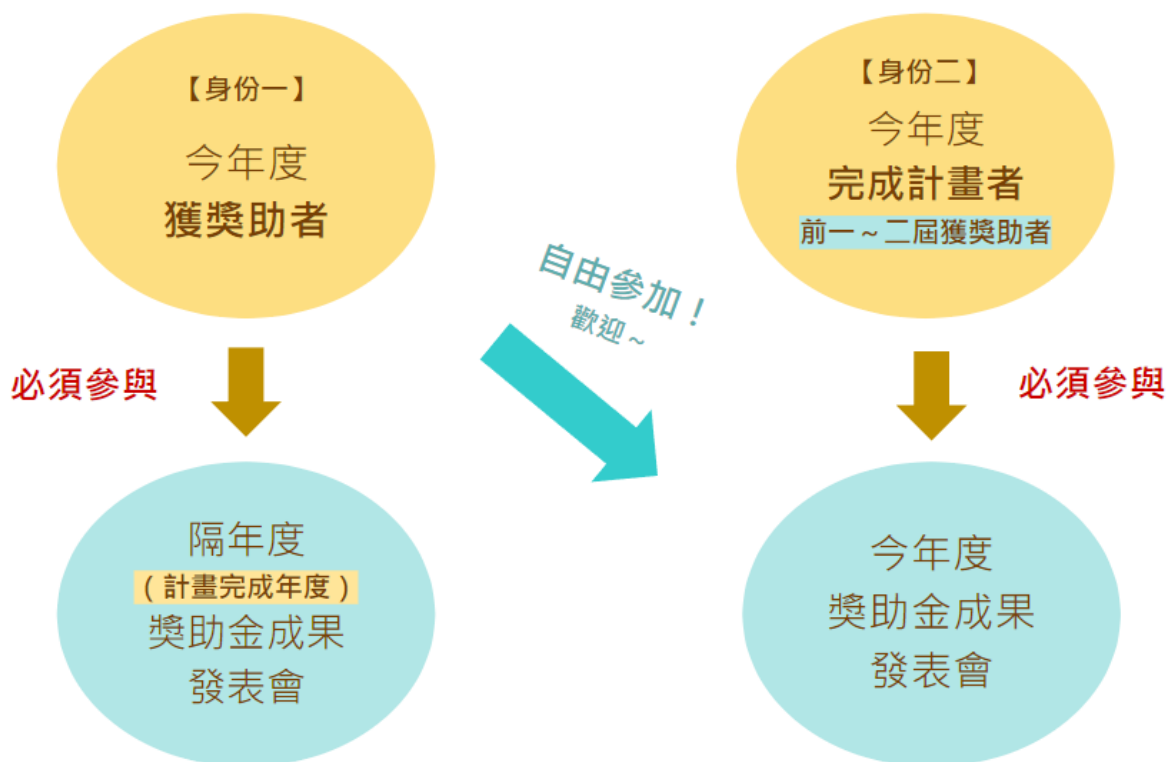 【身份一】
今年度
獲獎助者
必須參與
隔年度
（計畫完成年度）
獎助金成果
發表會
自由參加！
歡迎～
【身份二】
今年度
完成計畫者
前一～二屆獲獎助者
必須參與
今年度
獎助金成果
發表會